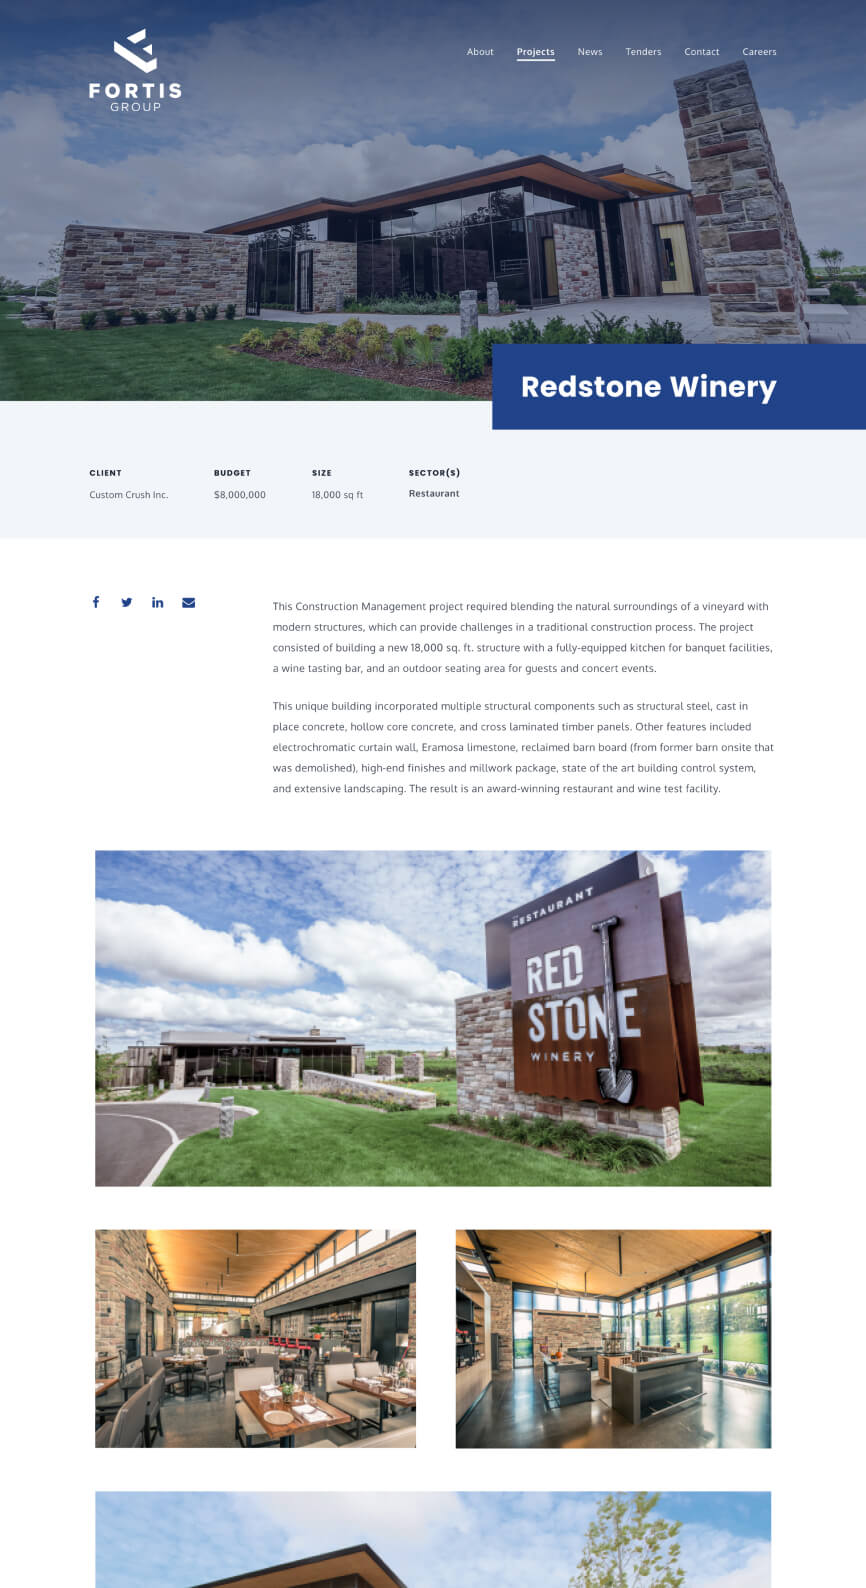 FORTIS
GROUP
About Projects News Tenders Contact Careers
Redstone Winery
CLIENT BUDGET SIZE SECTOR(S)
Custom Crush Inc. $8,000,000 18,000 sq ft Restaurant
This Construction Management project required blending the natural surroundings of a vineyard with
modern structures, which can provide challenges in a traditional construction process. The project
consisted of building a new 18,000 sq. ft. structure with a fully-equipped kitchen for banquet facilities,
a wine tasting bar, and an outdoor seating area for guests and concert events.
This unique building incorporated multiple structural components such as structural steel, cast in
place concrete, hollow core concrete, and cross laminated timber panels. Other features included
electrochromatic curtain wall, Eramosa limestone, reclaimed barn board (from former barn onsite that
was demolished), high-end finishes and millwork package, state of the art building control system,
and extensive landscaping. The result is an award-winning restaurant and wine test facility.
RESTAURANT
RED
STONE
WINERY